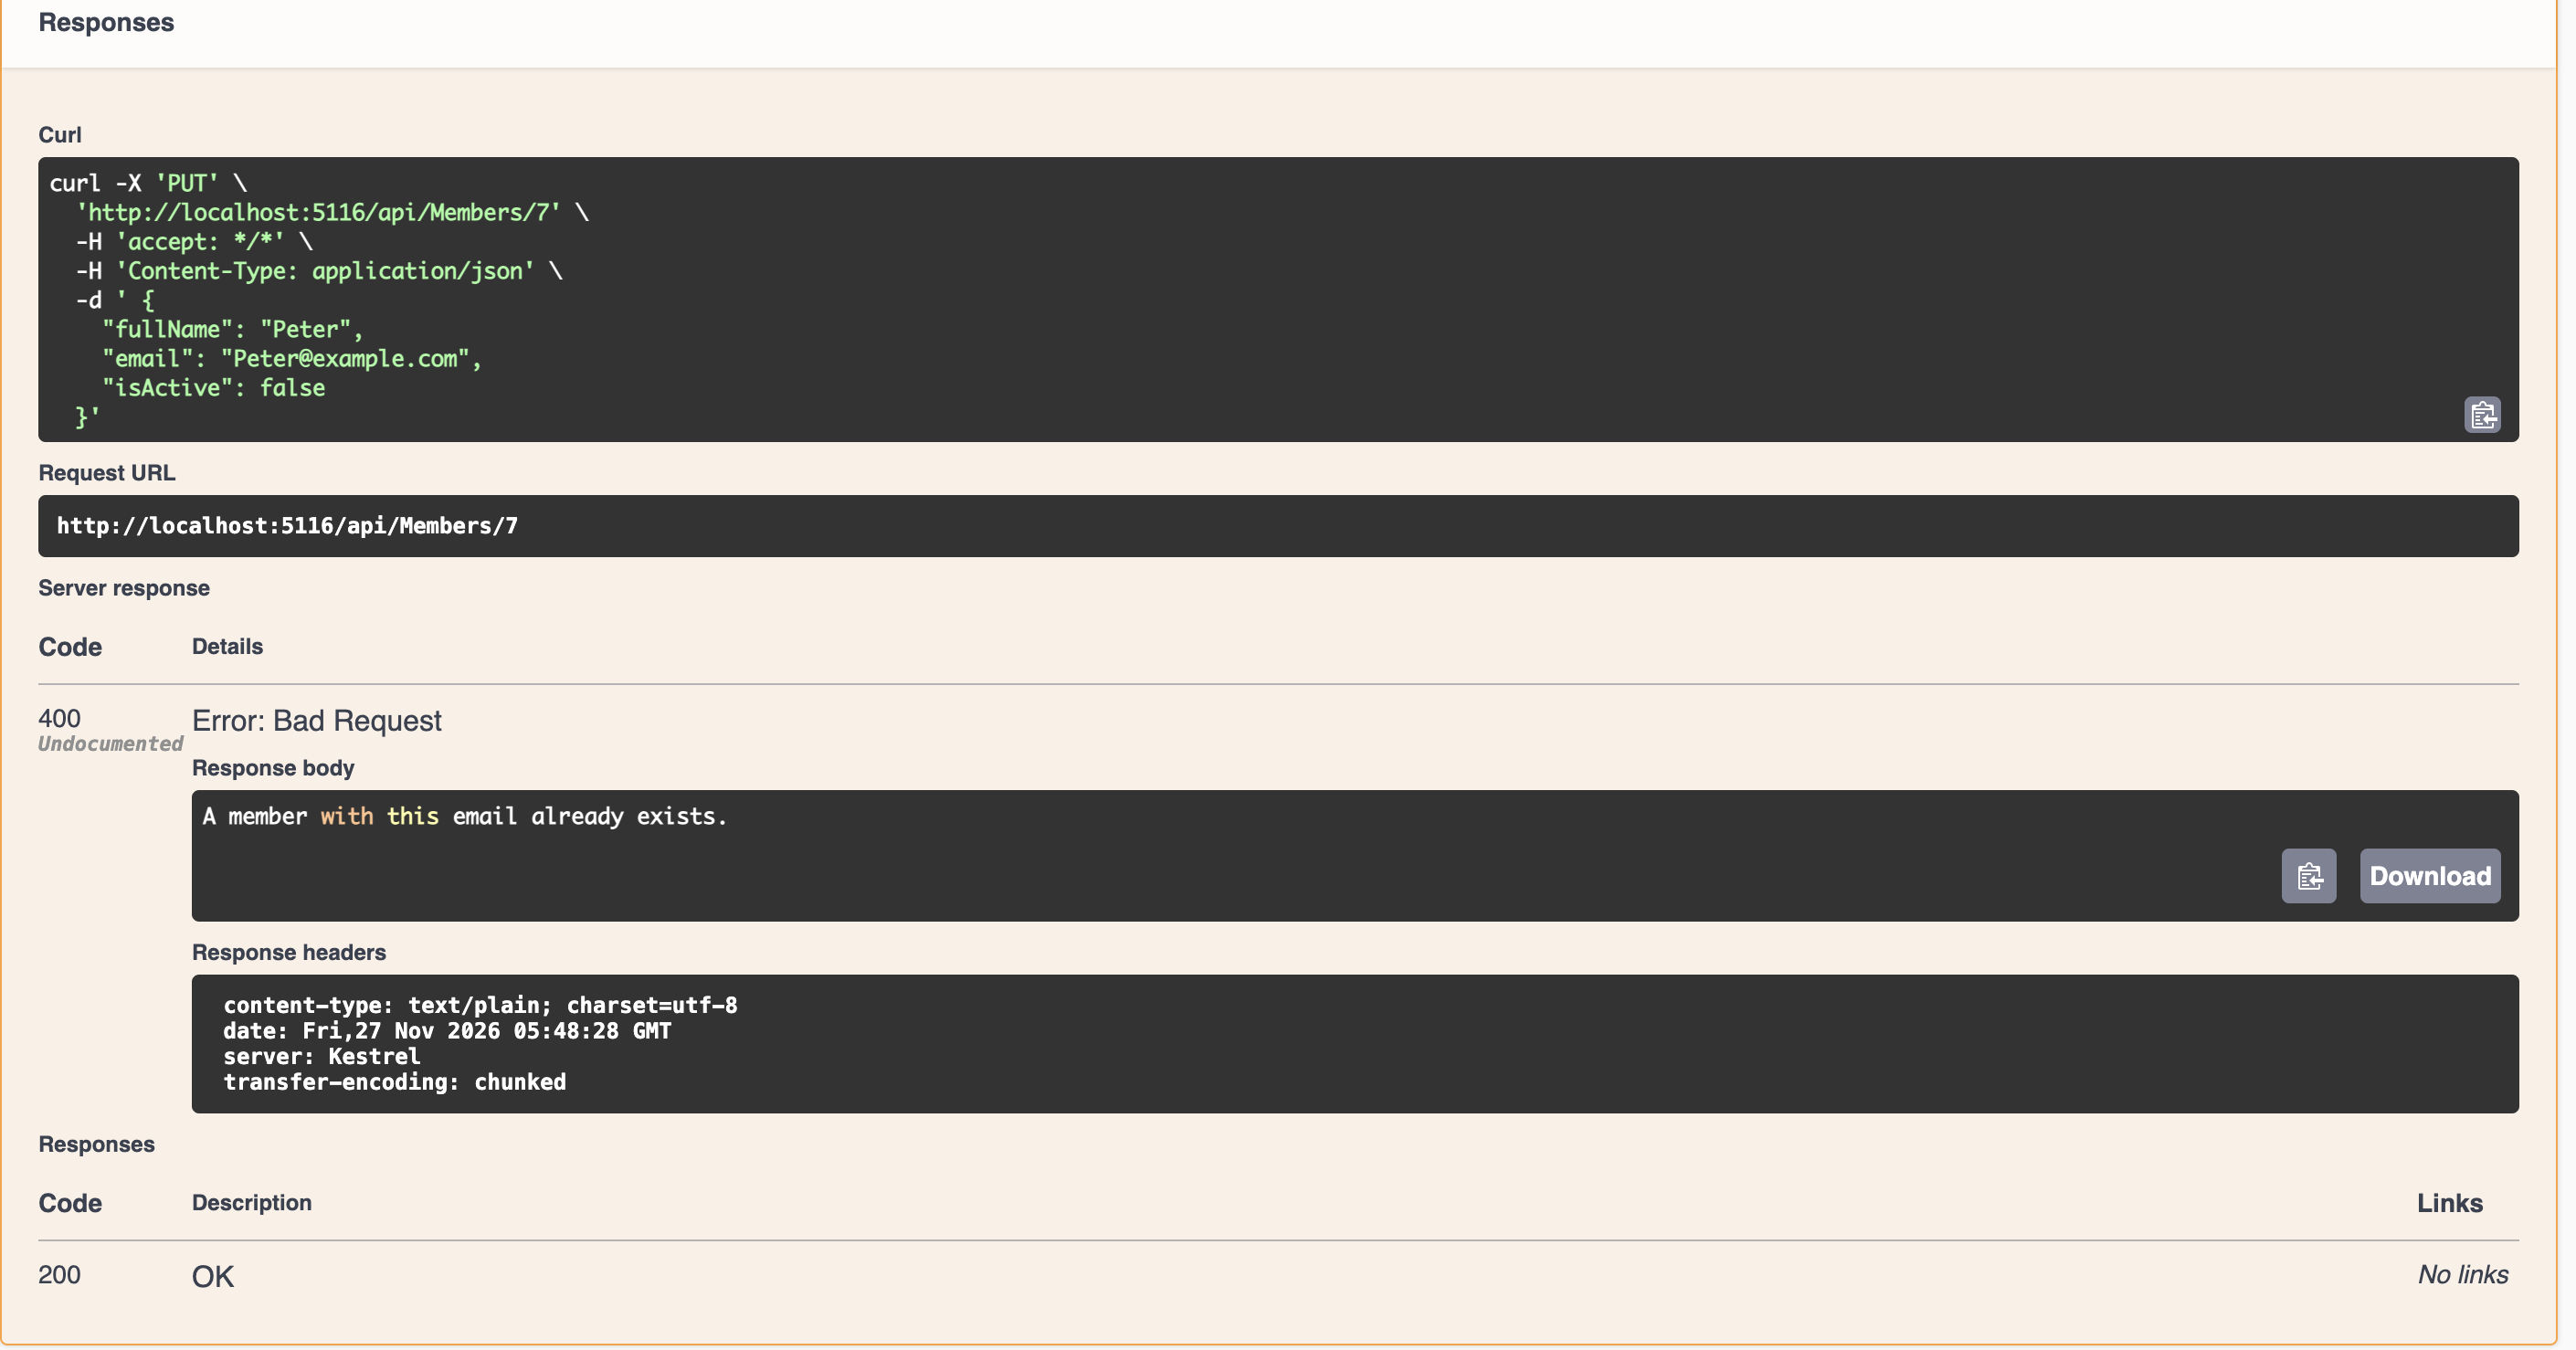 Responses
Curl
curl -X 'PUT' \
  'http://localhost:5116/api/Members/7' \
  -H 'accept: */*' \
  -H 'Content-Type: application/json' \
  -d ' {
    "fullName": "Peter",
    "email": "Peter@example.com",
    "isActive": false
  }'
Request URL
http://localhost:5116/api/Members/7
Server response
Code Details
400 Error: Bad Request
Undocumented
Response body
A member with this email already exists.
Download
Response headers
content-type: text/plain; charset=utf-8
date: Fri,27 Nov 2026 05:48:28 GMT
server: Kestrel
transfer-encoding: chunked
Responses
Code Description Links
200 OK No links